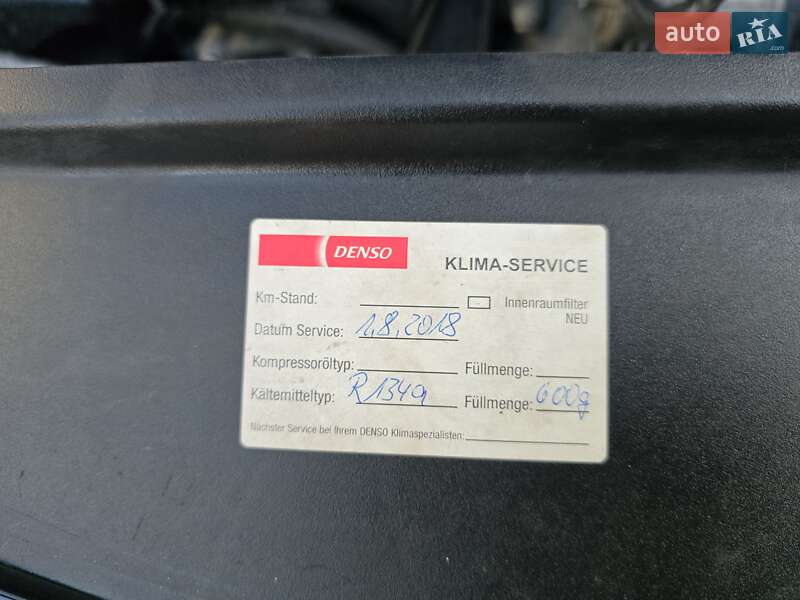 auto RIA .com
DENSO
KLIMA-SERVICE
Km-Stand: Innenraumfilter
NEU
Datum Service: 1.8.2018
Kompressoröltyp: Füllmenge:
Kältemitteltyp: R134a Füllmenge: 600g
Nächster Service bei Ihrem DENSO Klimaspezialisten: